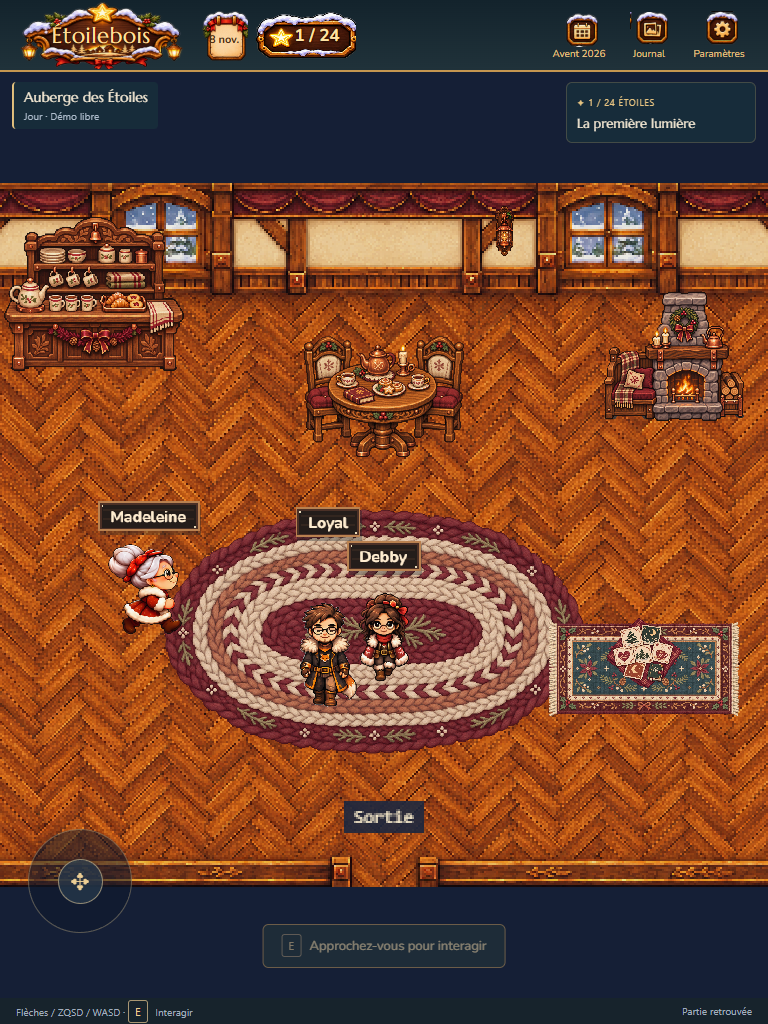 Étoilebois
8 nov.
1 / 24
Avent 2026
Journal
Paramètres
Auberge des Étoiles
Jour · Démo libre
✦ 1 / 24 ÉTOILES
La première lumière
Madeleine
Loyal
Debby
Sortie
E Approchez-vous pour interagir
Flèches / ZQSD / WASD · E Interagir
Partie retrouvée